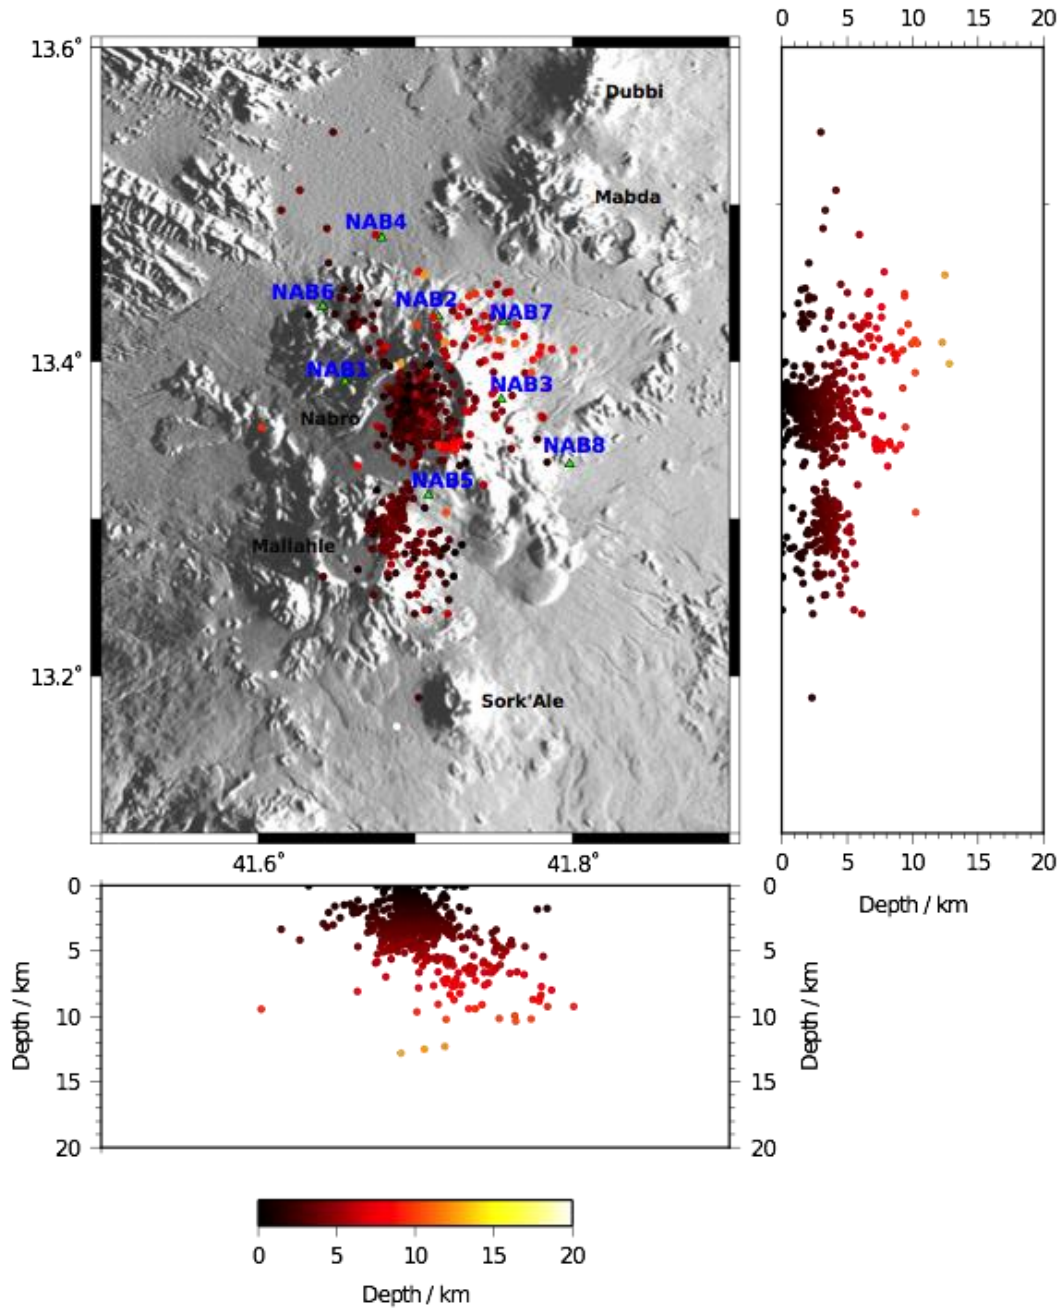 0 5 10 15 20
13.6°
Dubbi
Mabda
NAB4
NAB6
NAB2
NAB7
13.4°
NAB1
NAB3
Nabro
NAB8
NAB5
Mallahle
13.2°
Sork'Ale
41.6° 41.8°
0 5 10 15 20
Depth / km
0 0
5 5
10 10
15 15
20 20
Depth / km
Depth / km
0 5 10 15 20
Depth / km